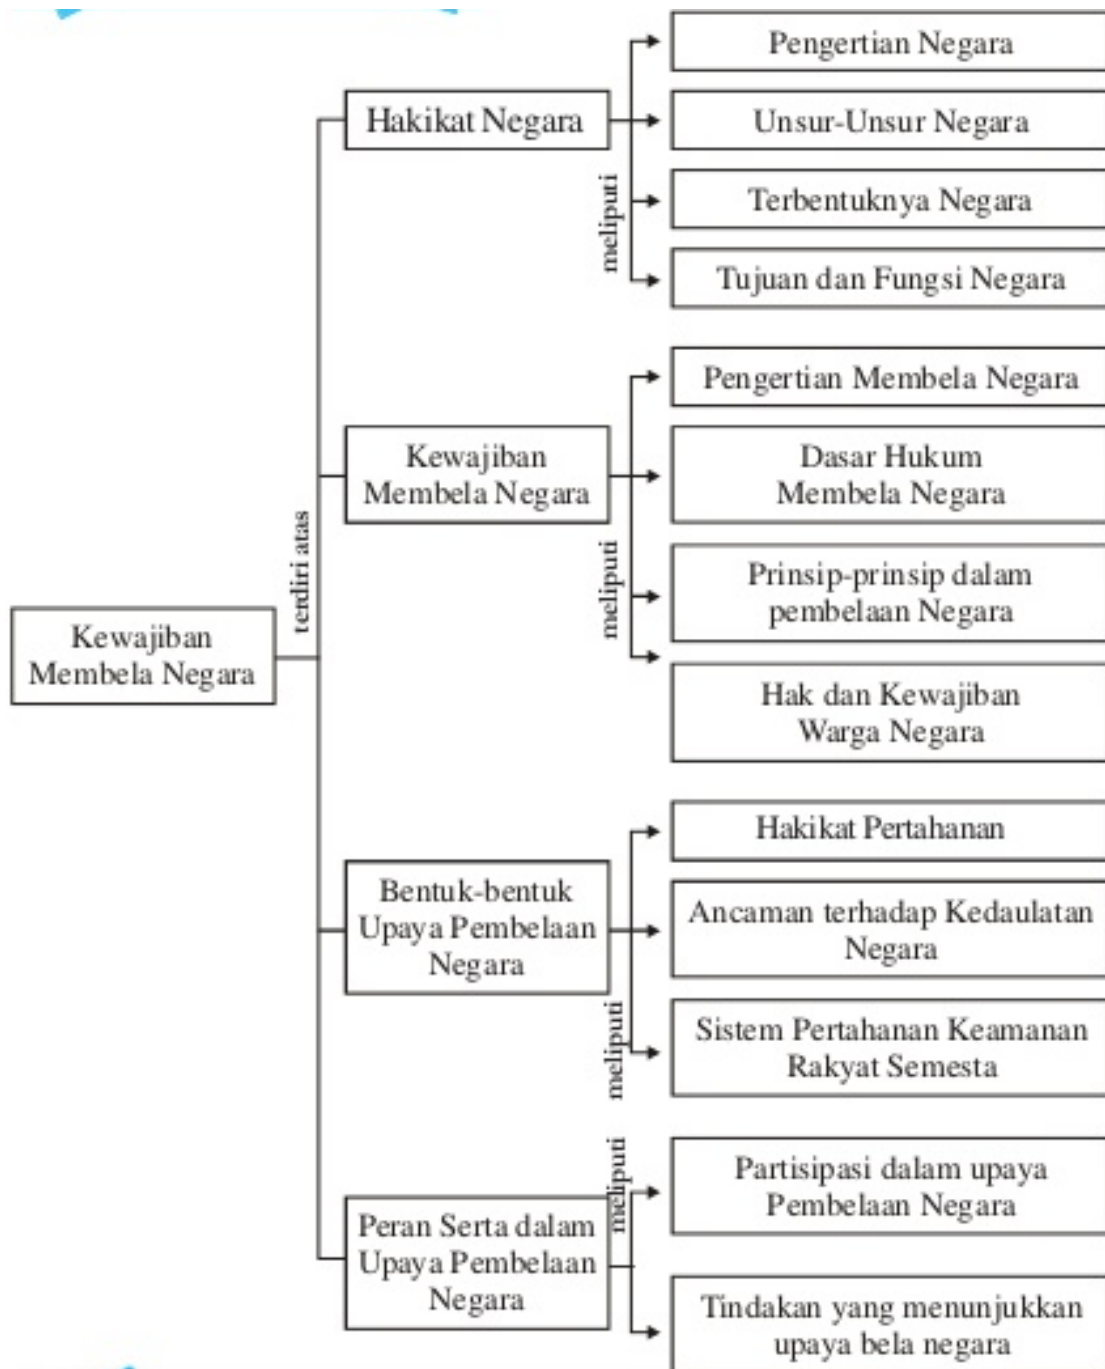 Kewajiban
Membela Negara
terdiri atas
Hakikat Negara
meliputi
Pengertian Negara
Unsur-Unsur Negara
Terbentuknya Negara
Tujuan dan Fungsi Negara
Kewajiban
Membela Negara
meliputi
Pengertian Membela Negara
Dasar Hukum
Membela Negara
Prinsip-prinsip dalam
pembelaan Negara
Hak dan Kewajiban
Warga Negara
Bentuk-bentuk
Upaya Pembelaan
Negara
meliputi
Hakikat Pertahanan
Ancaman terhadap Kedaulatan
Negara
Sistem Pertahanan Keamanan
Rakyat Semesta
Peran Serta dalam
Upaya Pembelaan
Negara
meliputi
Partisipasi dalam upaya
Pembelaan Negara
Tindakan yang menunjukkan
upaya bela negara